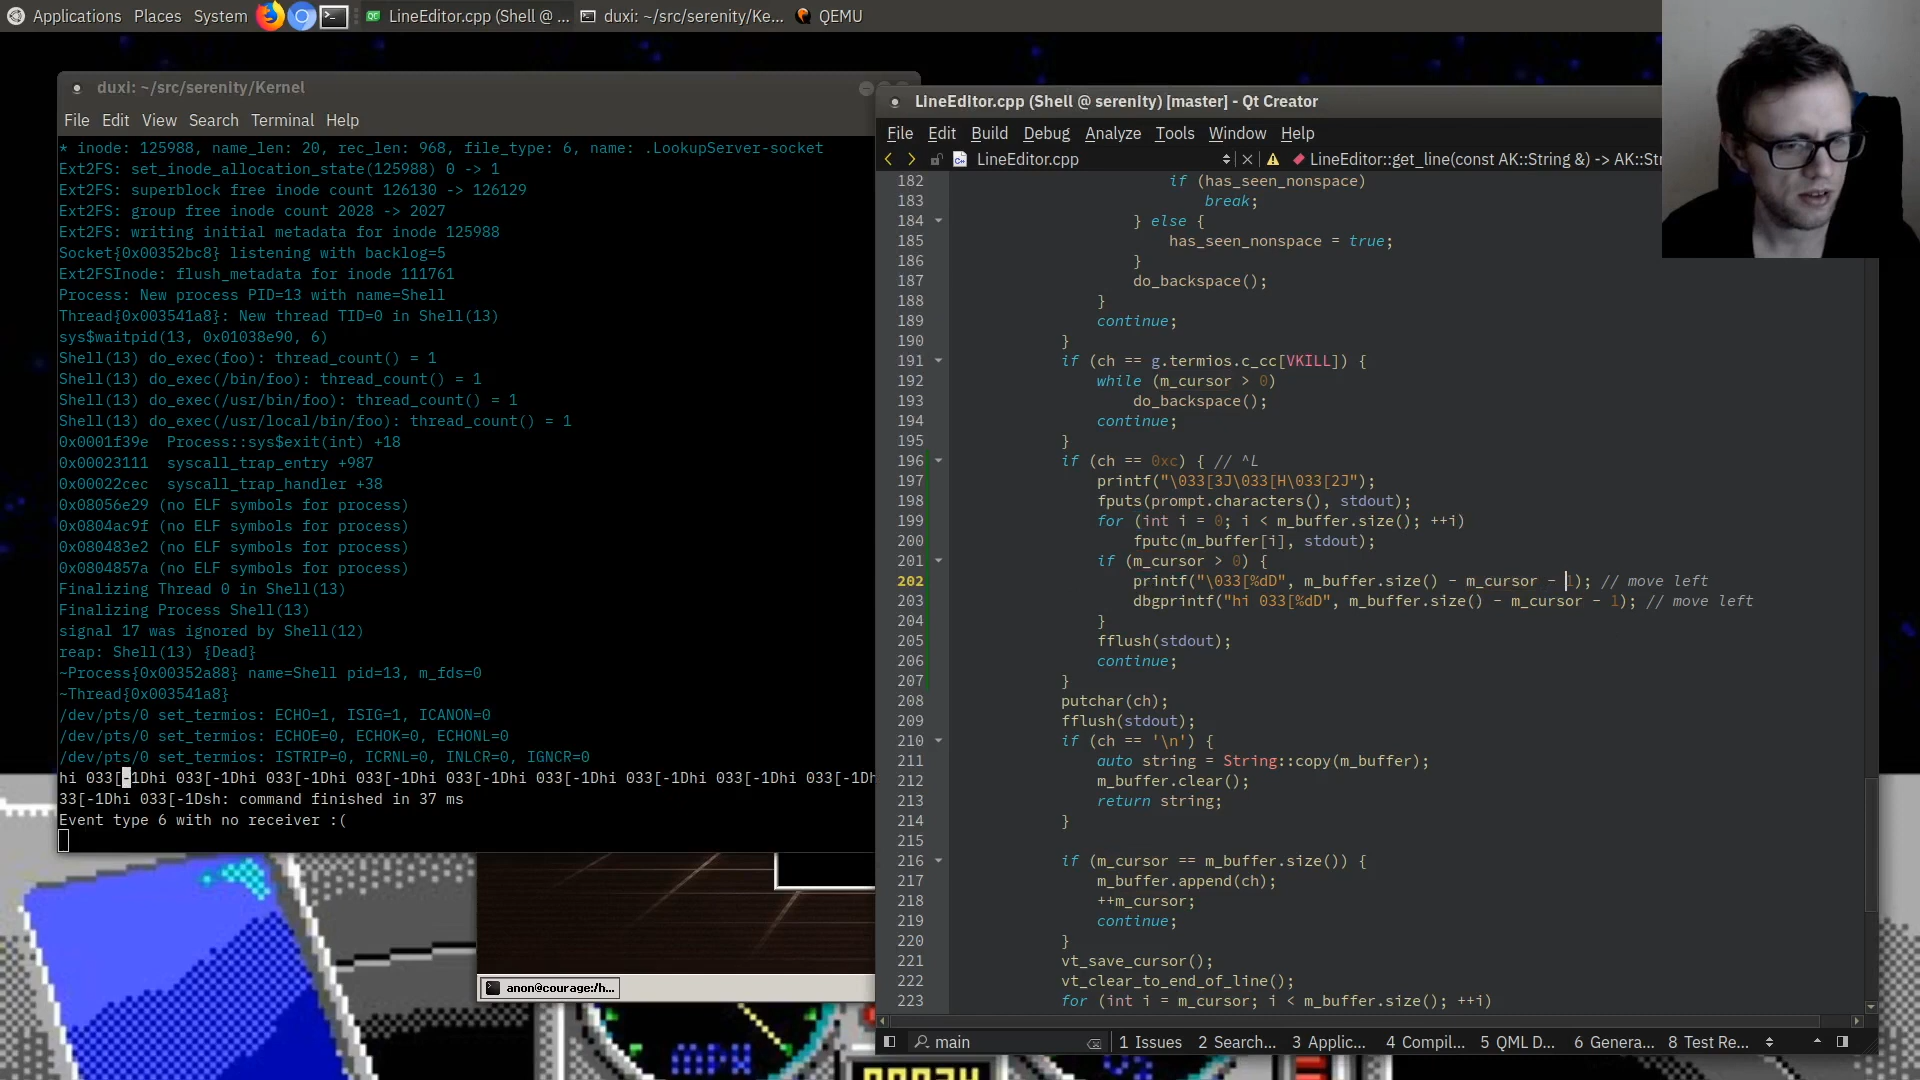 Applications Places System LineEditor.cpp (Shell @ ... duxi: ~/src/serenity/Ke... QEMU
duxi: ~/src/serenity/Kernel
File Edit View Search Terminal Help
* inode: 125988, name_len: 20, rec_len: 968, file_type: 6, name: .LookupServer-socket
Ext2FS: set_inode_allocation_state(125988) 0 -> 1
Ext2FS: superblock free inode count 126130 -> 126129
Ext2FS: group free inode count 2028 -> 2027
Ext2FS: writing initial metadata for inode 125988
Socket{0x00352bc8} listening with backlog=5
Ext2FSInode: flush_metadata for inode 111761
Process: New process PID=13 with name=Shell
Thread{0x003541a8}: New thread TID=0 in Shell(13)
sys$waitpid(13, 0x01038e90, 6)
Shell(13) do_exec(foo): thread_count() = 1
Shell(13) do_exec(/bin/foo): thread_count() = 1
Shell(13) do_exec(/usr/bin/foo): thread_count() = 1
Shell(13) do_exec(/usr/local/bin/foo): thread_count() = 1
0x0001f39e  Process::sys$exit(int) +18
0x00023111  syscall_trap_entry +987
0x00022cec  syscall_trap_handler +38
0x08056e29 (no ELF symbols for process)
0x0804ac9f (no ELF symbols for process)
0x080483e2 (no ELF symbols for process)
0x0804857a (no ELF symbols for process)
Finalizing Thread 0 in Shell(13)
Finalizing Process Shell(13)
signal 17 was ignored by Shell(12)
reap: Shell(13) {Dead}
~Process{0x00352a88} name=Shell pid=13, m_fds=0
~Thread{0x003541a8}
/dev/pts/0 set_termios: ECHO=1, ISIG=1, ICANON=0
/dev/pts/0 set_termios: ECHOE=0, ECHOK=0, ECHONL=0
/dev/pts/0 set_termios: ISTRIP=0, ICRNL=0, INLCR=0, IGNCR=0
hi 033[-1Dhi 033[-1Dhi 033[-1Dhi 033[-1Dhi 033[-1Dhi 033[-1Dhi 033[-1Dhi 033[-1Dhi 033[-1Dh
33[-1Dhi 033[-1Dsh: command finished in 37 ms
Event type 6 with no receiver :(
anon@courage:/h...
LineEditor.cpp (Shell @ serenity) [master] - Qt Creator
File Edit Build Debug Analyze Tools Window Help
LineEditor.cpp LineEditor::get_line(const AK::String &) -> AK::Str
182 if (has_seen_nonspace)
183 break;
184 } else {
185 has_seen_nonspace = true;
186 }
187 do_backspace();
188 }
189 continue;
190 }
191 if (ch == g.termios.c_cc[VKILL]) {
192 while (m_cursor > 0)
193 do_backspace();
194 continue;
195 }
196 if (ch == 0xc) { // ^L
197 printf("\033[3J\033[H\033[2J");
198 fputs(prompt.characters(), stdout);
199 for (int i = 0; i < m_buffer.size(); ++i)
200 fputc(m_buffer[i], stdout);
201 if (m_cursor > 0) {
202 printf("\033[%dD", m_buffer.size() - m_cursor - 1); // move left
203 dbgprintf("hi 033[%dD", m_buffer.size() - m_cursor - 1); // move left
204 }
205 fflush(stdout);
206 continue;
207 }
208 putchar(ch);
209 fflush(stdout);
210 if (ch == '\n') {
211 auto string = String::copy(m_buffer);
212 m_buffer.clear();
213 return string;
214 }
215
216 if (m_cursor == m_buffer.size()) {
217 m_buffer.append(ch);
218 ++m_cursor;
219 continue;
220 }
221 vt_save_cursor();
222 vt_clear_to_end_of_line();
223 for (int i = m_cursor; i < m_buffer.size(); ++i)
main 1 Issues 2 Search... 3 Applic... 4 Compil... 5 QML D... 6 Genera... 8 Test Re...